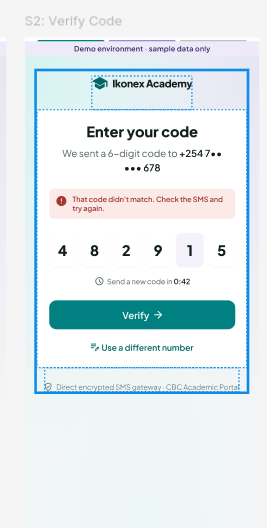 S2: Verify Code
Demo environment · sample data only
Ikonex Academy
Enter your code
We sent a 6-digit code to +254 7••
••• 678
That code didn't match. Check the SMS and
try again.
4 8 2 9 1 5
Send a new code in 0:42
Verify →
Use a different number
Direct encrypted SMS gateway · CBC Academic Portal